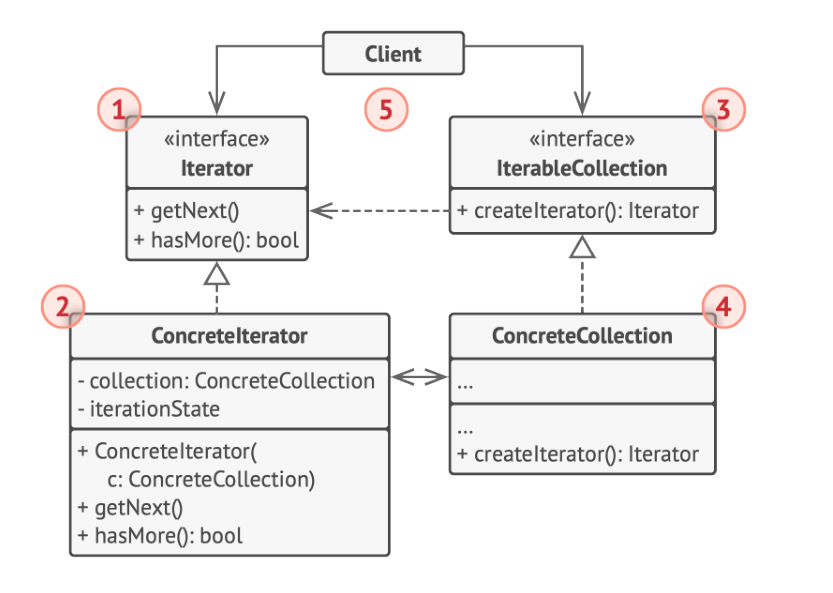 Client
1
5
3
«interface»
Iterator
+ getNext()
+ hasMore(): bool
«interface»
IterableCollection
+ createIterator(): Iterator
2
ConcreteIterator
- collection: ConcreteCollection
- iterationState
+ ConcreteIterator(
c: ConcreteCollection)
+ getNext()
+ hasMore(): bool
4
ConcreteCollection
...
...
+ createIterator(): Iterator